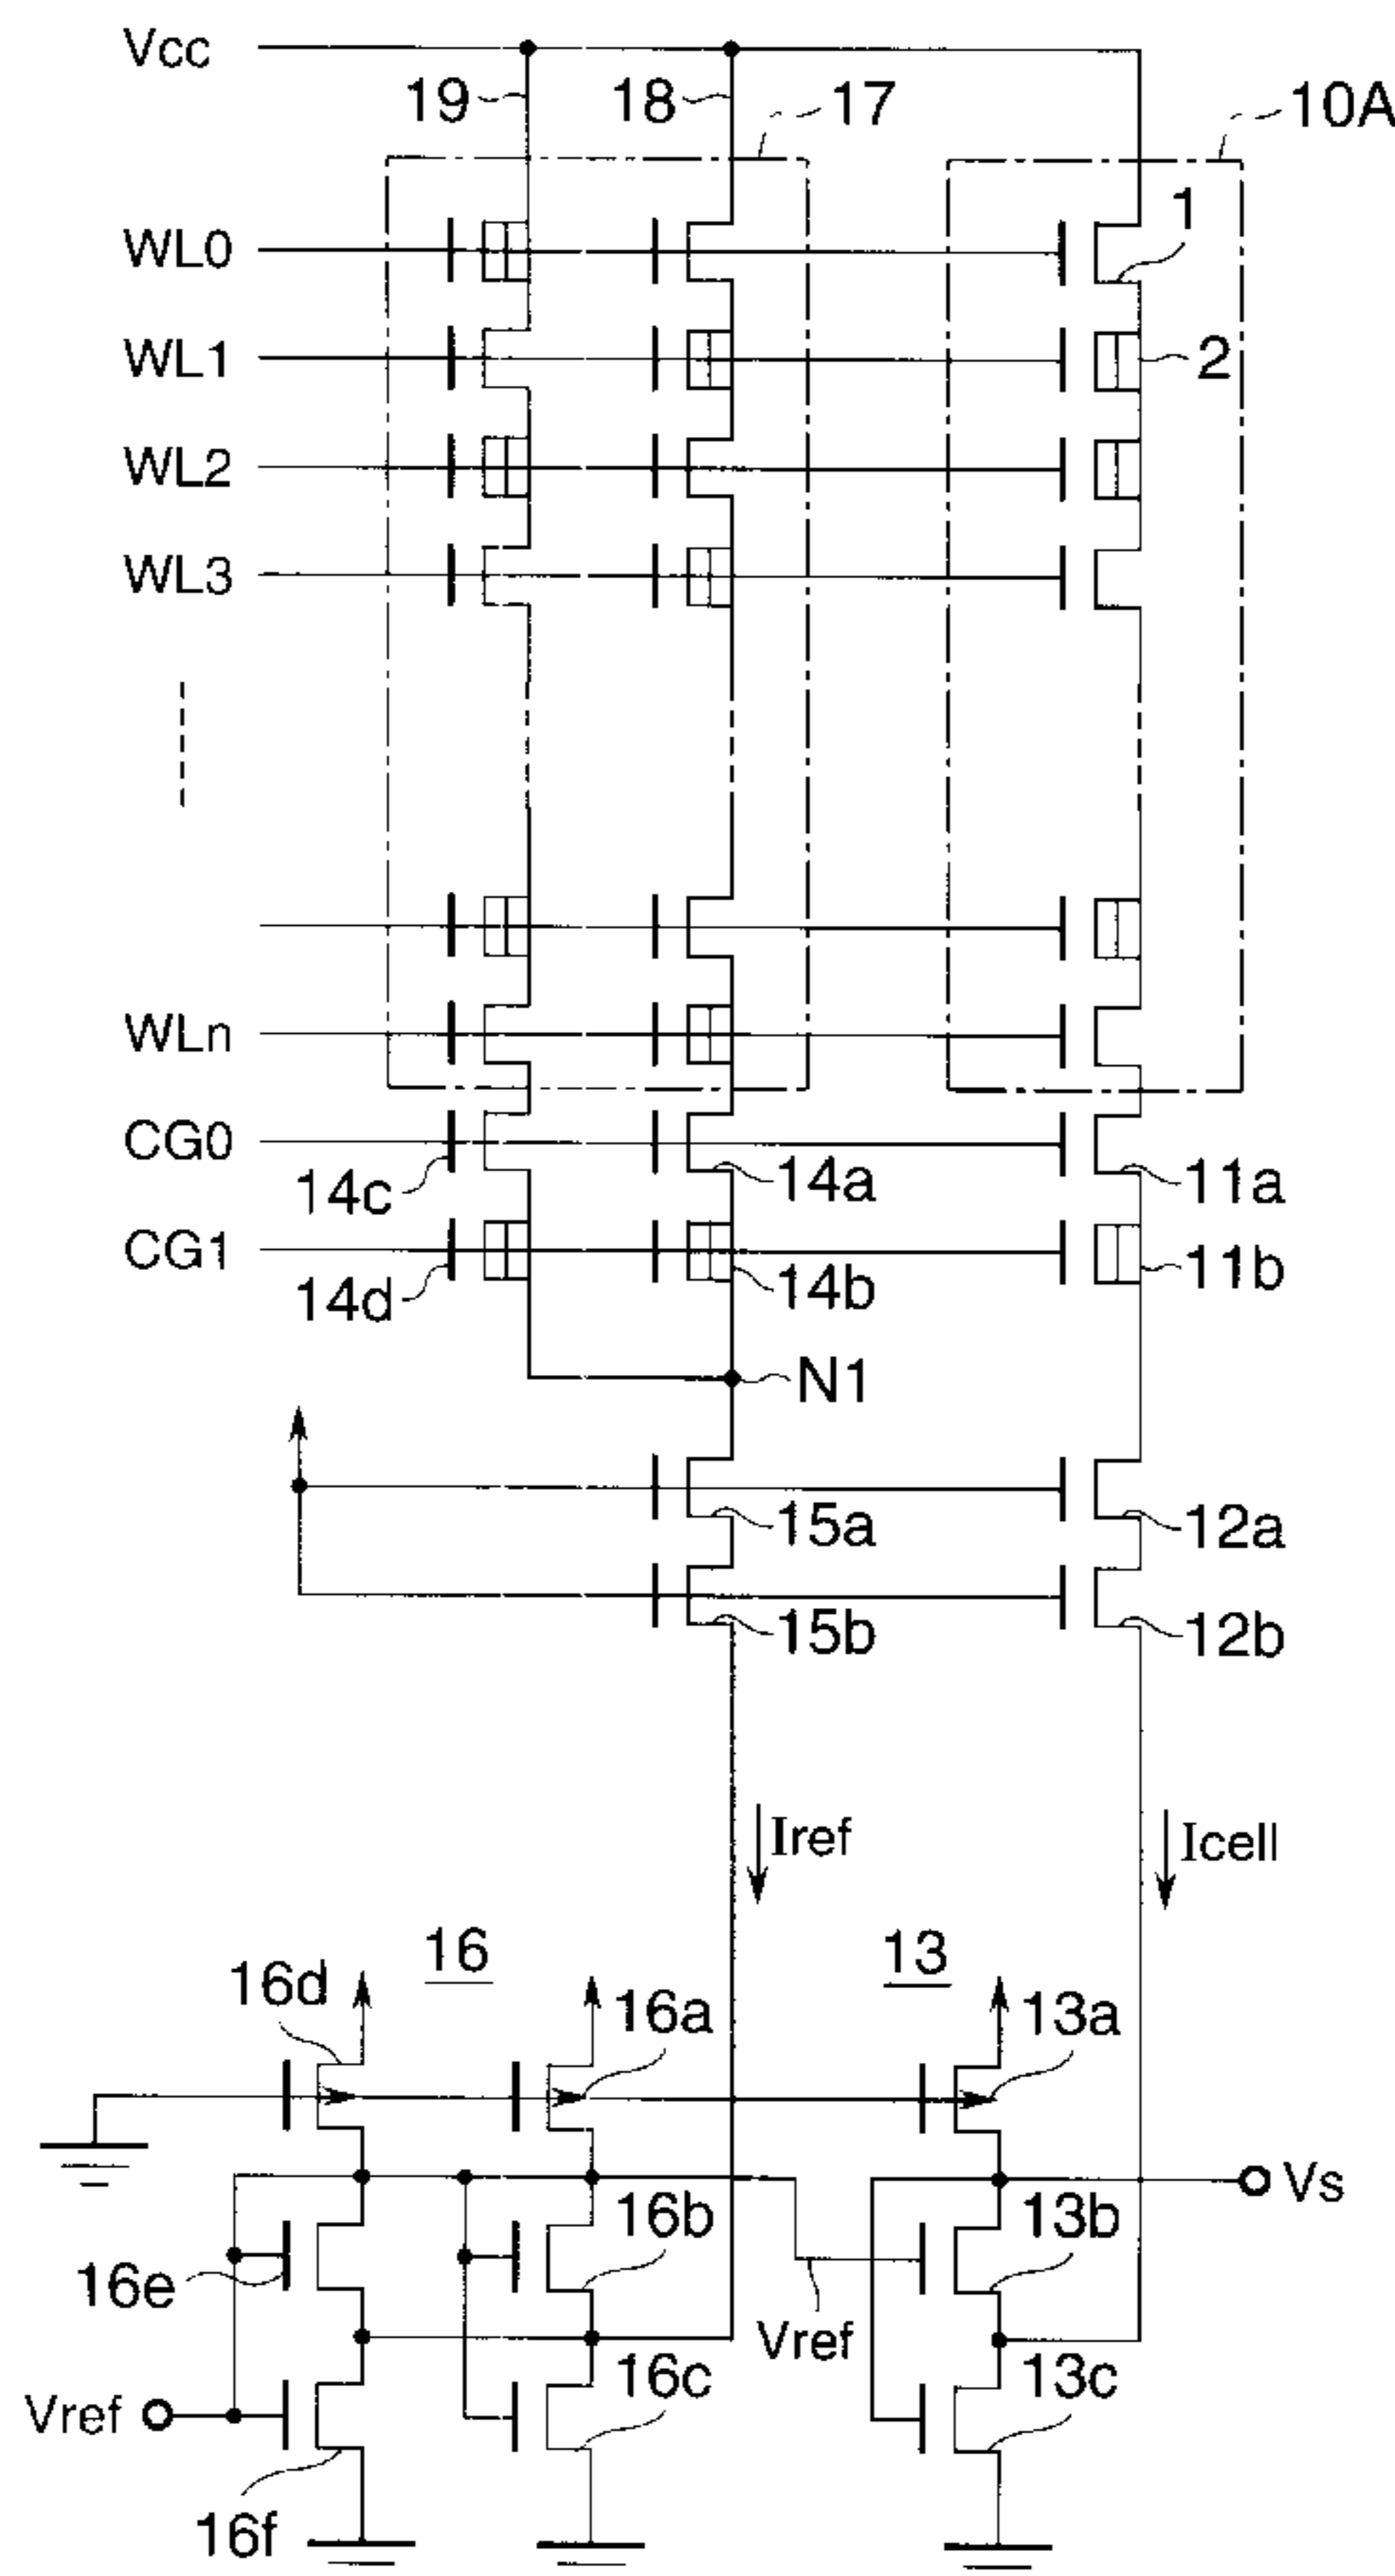 Vcc
19
18
17
10A
WL0
1
WL1
2
WL2
WL3
WLn
CG0
14c
14a
11a
CG1
14d
14b
11b
N1
15a
12a
15b
12b
Iref
Icell
16d
16
16a
13
13a
16b
13b
Vs
16e
Vref
16c
13c
Vref
16f